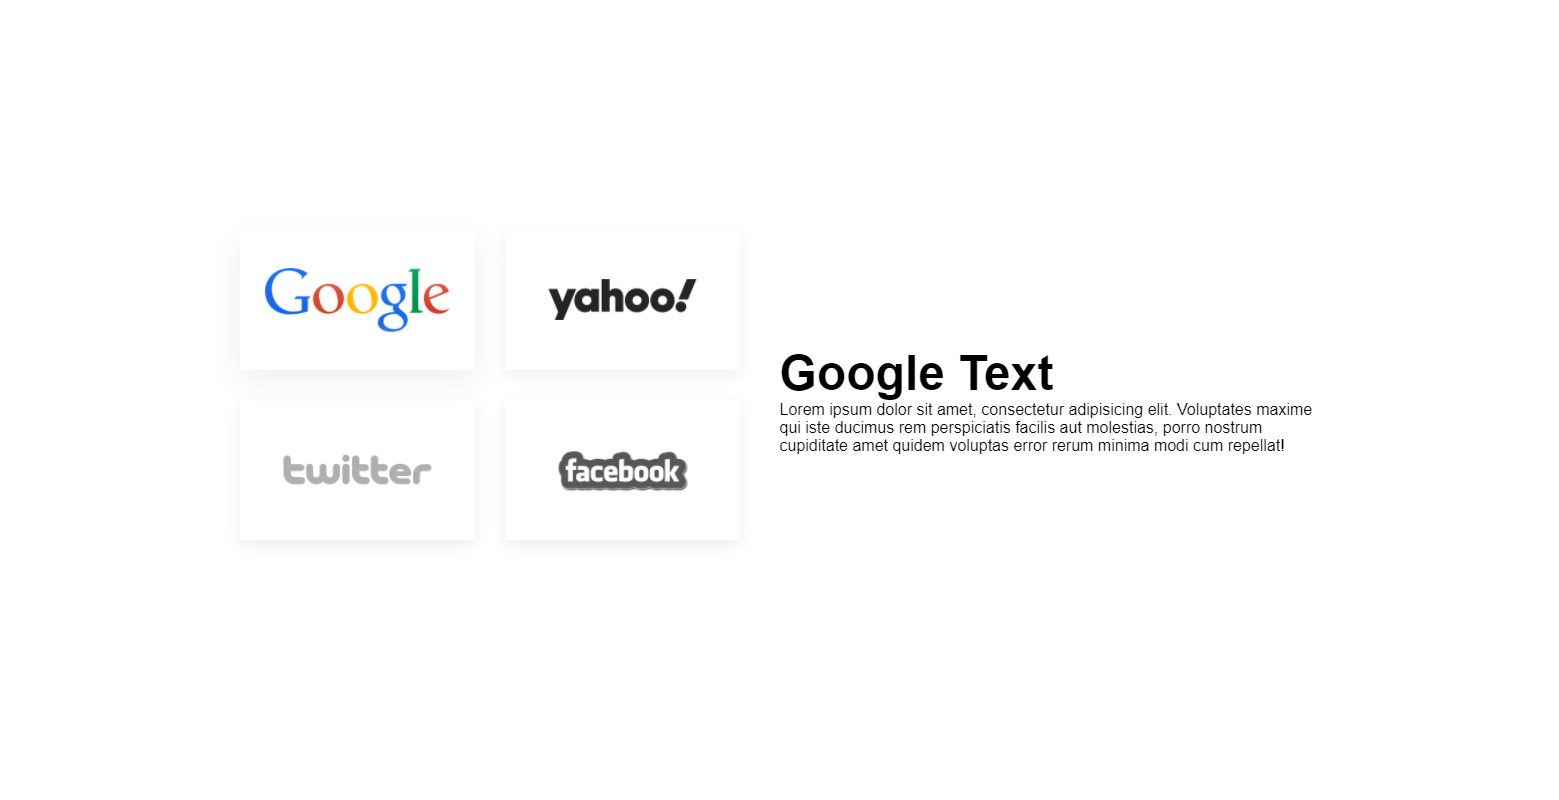 Google
yahoo!
twitter
facebook
Google Text
Lorem ipsum dolor sit amet, consectetur adipisicing elit. Voluptates maxime
qui iste ducimus rem perspiciatis facilis aut molestias, porro nostrum
cupiditate amet quidem voluptas error rerum minima modi cum repellat!